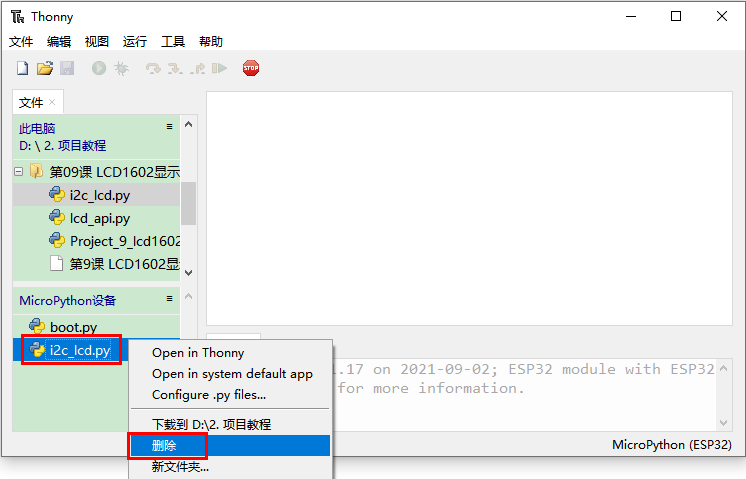 Thonny
文件 编辑 视图 运行 工具 帮助
STOP
文件
此电脑
D: \ 2. 项目教程
第09课 LCD1602显示
i2c_lcd.py
lcd_api.py
Project_9_lcd1602
第9课 LCD1602显
MicroPython设备
boot.py
i2c_lcd.py
Open in Thonny
Open in system default app
Configure .py files...
下载到 D:\2. 项目教程
删除
新文件夹...
.17 on 2021-09-02; ESP32 module with ESP32
for more information.
MicroPython (ESP32)